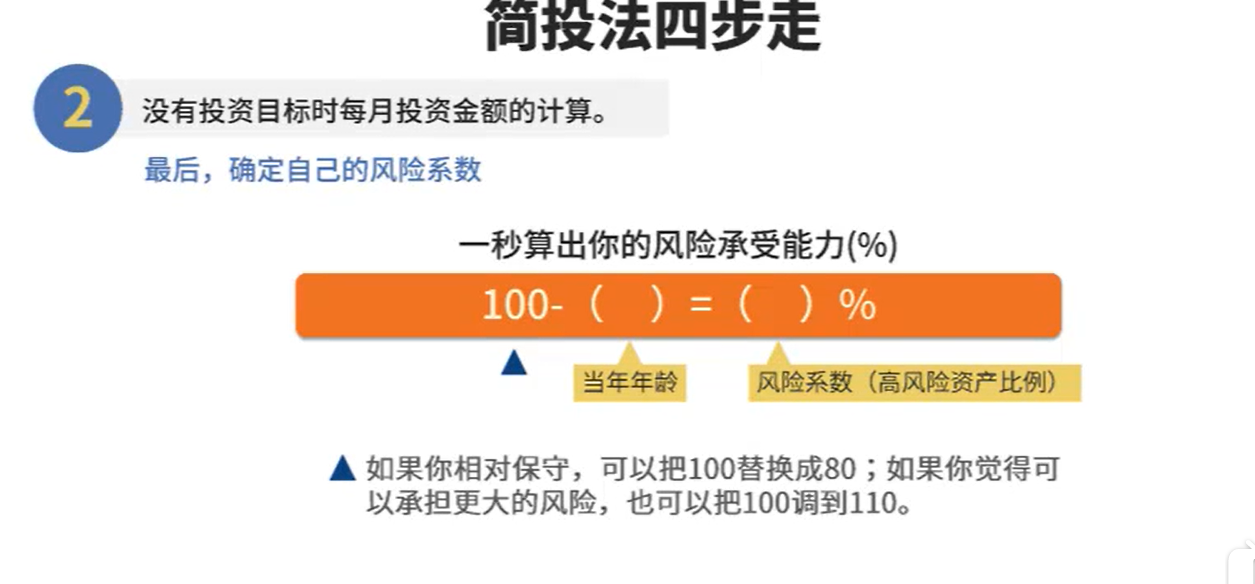 简投法四步走
2
没有投资目标时每月投资金额的计算。
最后，确定自己的风险系数
一秒算出你的风险承受能力(%)
100-（ ）=（ ）%
当年年龄
风险系数（高风险资产比例）
如果你相对保守，可以把100替换成80；如果你觉得可
以承担更大的风险，也可以把100调到110。